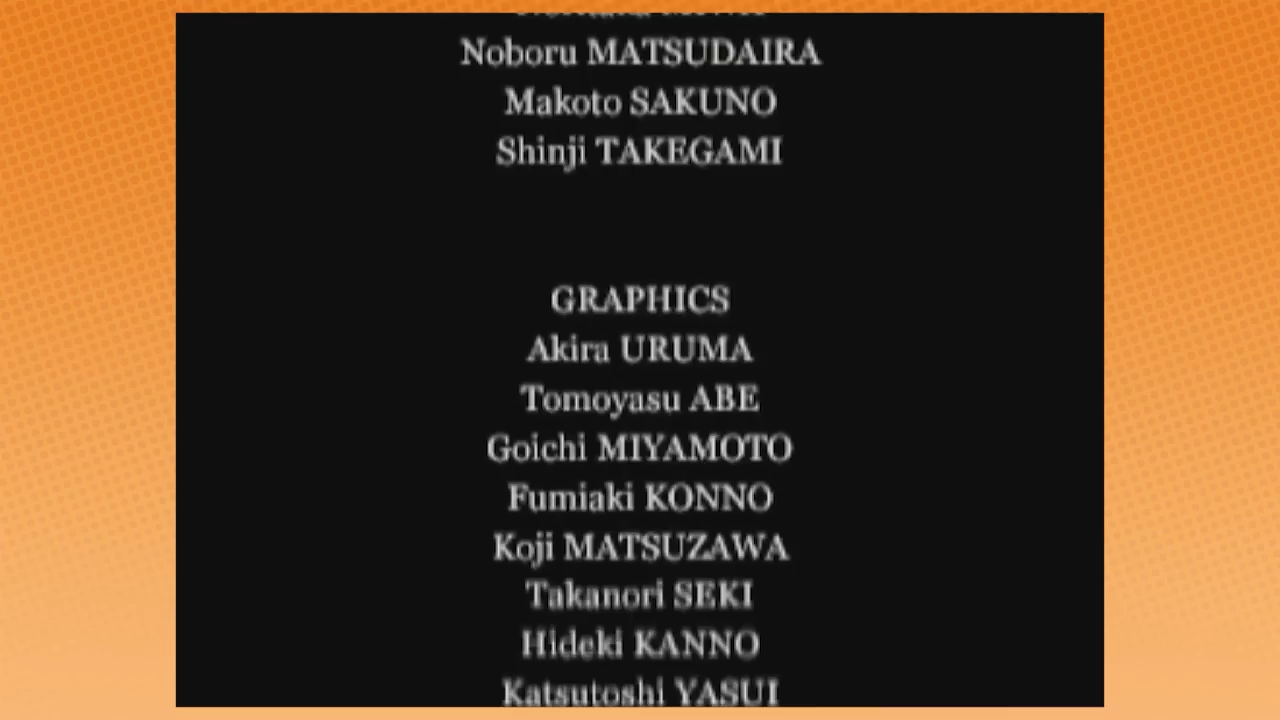 Noboru MATSUDAIRA
Makoto SAKUNO
Shinji TAKEGAMI
GRAPHICS
Akira URUMA
Tomoyasu ABE
Goichi MIYAMOTO
Fumiaki KONNO
Koji MATSUZAWA
Takanori SEKI
Hideki KANNO
Katsutoshi YASUI